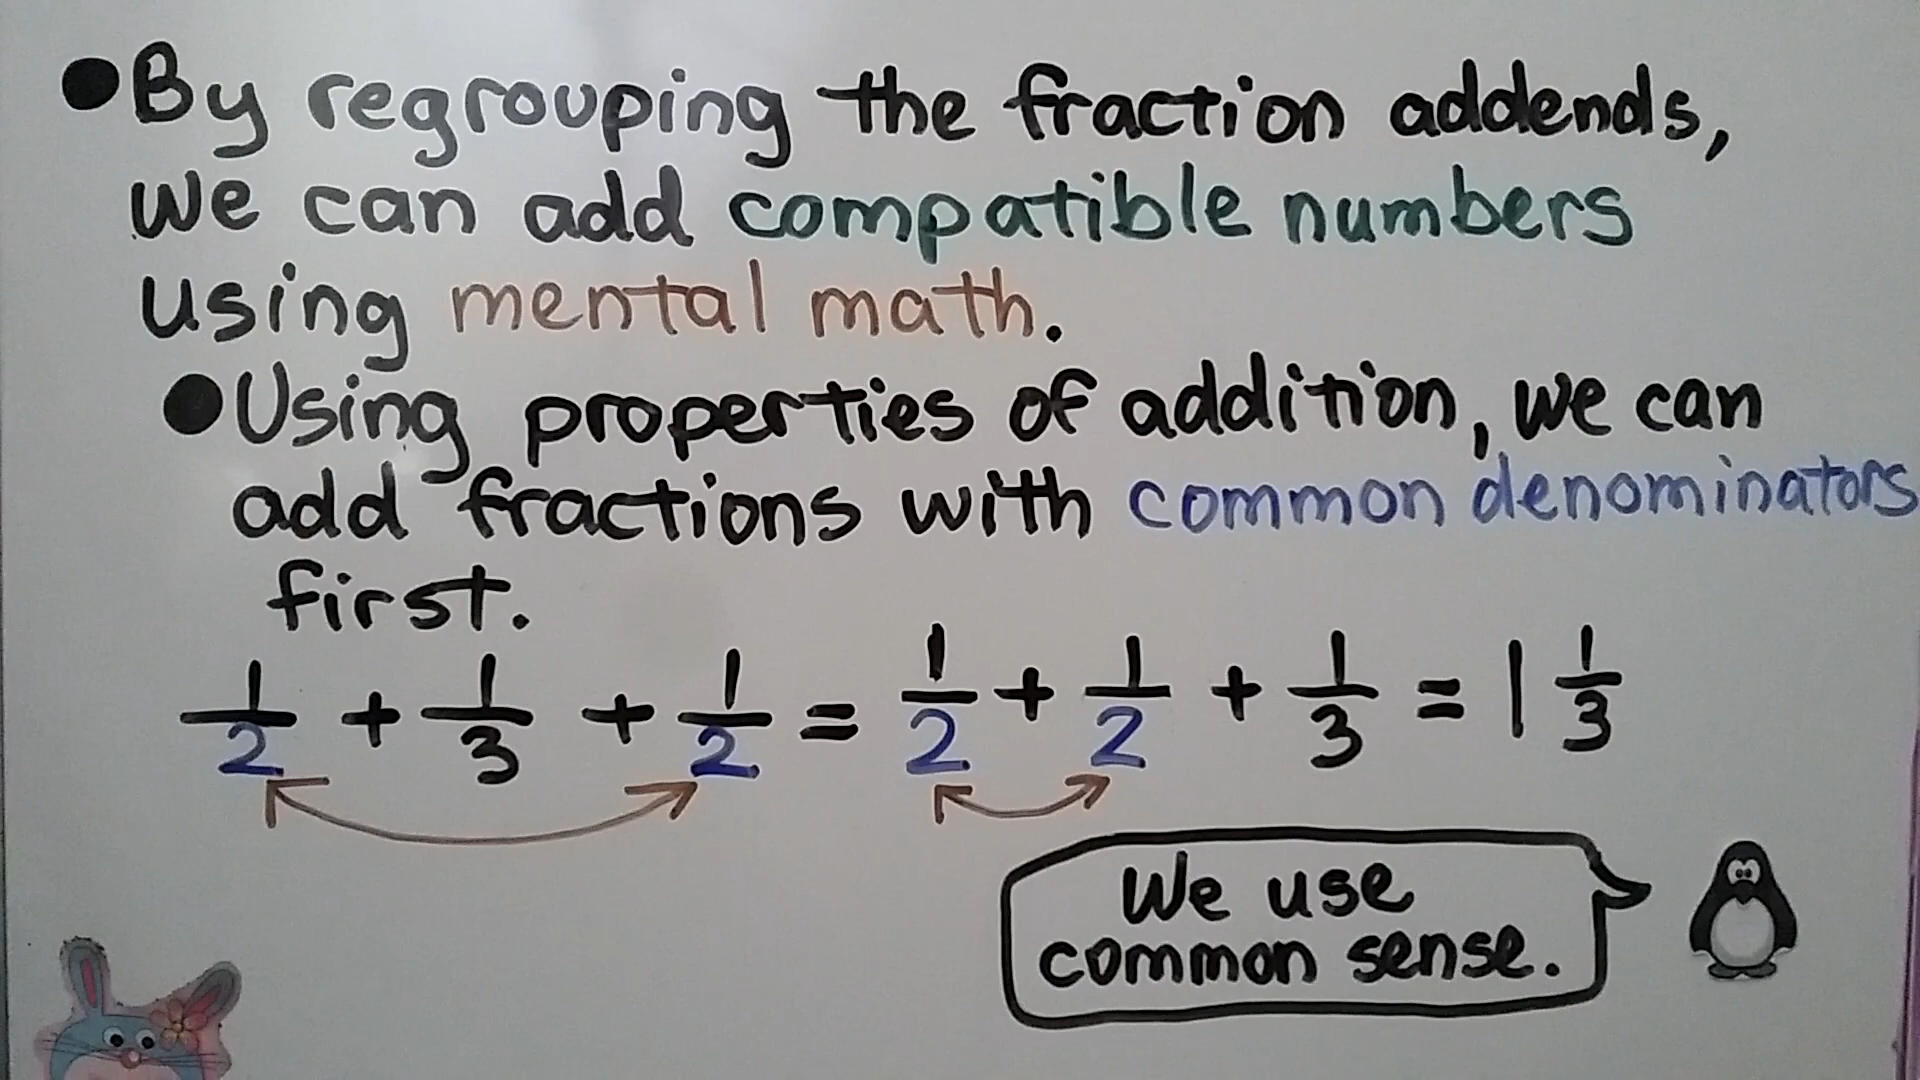 ●By regrouping the fraction addends,
we can add compatible numbers
using mental math.
●Using properties of addition, we can
add fractions with common denominators
first.
1/2 + 1/3 + 1/2 = 1/2 + 1/2 + 1/3 = 1 1/3
We use
common sense.